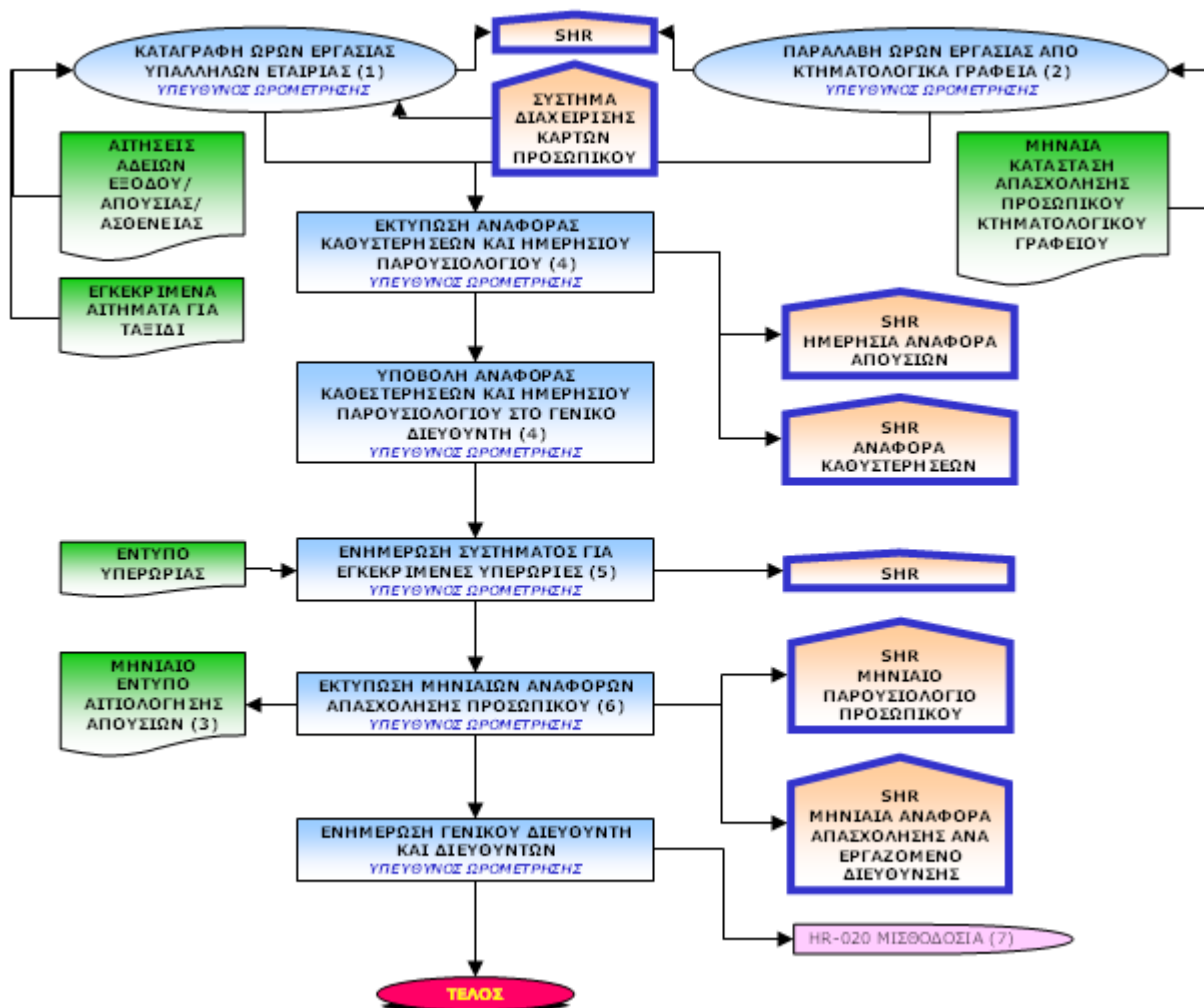 ΚΑΤΑΓΡΑΦΗ ΩΡΩΝ ΕΡΓΑΣΙΑΣ
ΥΠΑΛΛΗΛΩΝ ΕΤΑΙΡΙΑΣ (1)
ΥΠΕΥΘΥΝΟΣ ΩΡΟΜΕΤΡΗΣΗΣ
SHR
ΠΑΡΑΛΑΒΗ ΩΡΩΝ ΕΡΓΑΣΙΑΣ ΑΠΟ
ΚΤΗΜΑΤΟΛΟΓΙΚΑ ΓΡΑΦΕΙΑ (2)
ΥΠΕΥΘΥΝΟΣ ΩΡΟΜΕΤΡΗΣΗΣ
ΣΥΣΤΗΜΑ
ΔΙΑΧΕΙΡΙΣΗΣ
ΚΑΡΤΩΝ
ΠΡΟΣΩΠΙΚΟΥ
ΑΙΤΗΣΕΙΣ
ΑΔΕΙΩΝ
ΕΞΟΔΟΥ/
ΑΠΟΥΣΙΑΣ/
ΑΣΘΕΝΕΙΑΣ
ΜΗΝΑΙΑ
ΚΑΤΑΣΤΑΣΗ
ΑΠΑΣΧΟΛΗΣΗΣ
ΠΡΟΣΩΠΙΚΟΥ
ΚΤΗΜΑΤΟΛΟΓΙΚΟΥ
ΓΡΑΦΕΙΟΥ
ΕΚΤΥΠΩΣΗ ΑΝΑΦΟΡΑΣ
ΚΑΘΥΣΤΕΡΗΣΕΩΝ ΚΑΙ ΗΜΕΡΗΣΙΟΥ
ΠΑΡΟΥΣΙΟΛΟΓΙΟΥ (4)
ΥΠΕΥΘΥΝΟΣ ΩΡΟΜΕΤΡΗΣΗΣ
ΕΓΚΕΚΡΙΜΕΝΑ
ΑΙΤΗΜΑΤΑ ΓΙΑ
ΤΑΞΙΔΙ
SHR
ΗΜΕΡΗΣΙΑ ΑΝΑΦΟΡΑ
ΑΠΟΥΣΙΩΝ
ΥΠΟΒΟΛΗ ΑΝΑΦΟΡΑΣ
ΚΑΘΕΣΤΕΡΗΣΕΩΝ ΚΑΙ ΗΜΕΡΗΣΙΟΥ
ΠΑΡΟΥΣΙΟΛΟΓΙΟΥ ΣΤΟ ΓΕΝΙΚΟ
ΔΙΕΥΘΥΝΤΗ (4)
ΥΠΕΥΘΥΝΟΣ ΩΡΟΜΕΤΡΗΣΗΣ
SHR
ΑΝΑΦΟΡΑ
ΚΑΘΥΣΤΕΡΗΣΕΩΝ
ΕΝΤΥΠΟ
ΥΠΕΡΩΡΙΑΣ
ΕΝΗΜΕΡΩΣΗ ΣΥΣΤΗΜΑΤΟΣ ΓΙΑ
ΕΓΚΕΚΡΙΜΕΝΕΣ ΥΠΕΡΩΡΙΕΣ (5)
ΥΠΕΥΘΥΝΟΣ ΩΡΟΜΕΤΡΗΣΗΣ
SHR
ΜΗΝΙΑΙΟ
ΕΝΤΥΠΟ
ΑΙΤΙΟΛΟΓΗΣΗΣ
ΑΠΟΥΣΙΩΝ (3)
ΕΚΤΥΠΩΣΗ ΜΗΝΙΑΙΩΝ ΑΝΑΦΟΡΩΝ
ΑΠΑΣΧΟΛΗΣΗΣ ΠΡΟΣΩΠΙΚΟΥ (6)
ΥΠΕΥΘΥΝΟΣ ΩΡΟΜΕΤΡΗΣΗΣ
SHR
ΜΗΝΙΑΙΟ
ΠΑΡΟΥΣΙΟΛΟΓΙΟ
ΠΡΟΣΩΠΙΚΟΥ
SHR
ΜΗΝΙΑΙΑ ΑΝΑΦΟΡΑ
ΑΠΑΣΧΟΛΗΣΗΣ ΑΝΑ
ΕΡΓΑΖΟΜΕΝΟ
ΔΙΕΥΘΥΝΣΗΣ
ΕΝΗΜΕΡΩΣΗ ΓΕΝΙΚΟΥ ΔΙΕΥΘΥΝΤΗ
ΚΑΙ ΔΙΕΥΘΥΝΤΩΝ
ΥΠΕΥΘΥΝΟΣ ΩΡΟΜΕΤΡΗΣΗΣ
HR-020 ΜΙΣΘΟΔΟΣΙΑ (7)
ΤΕΛΟΣ